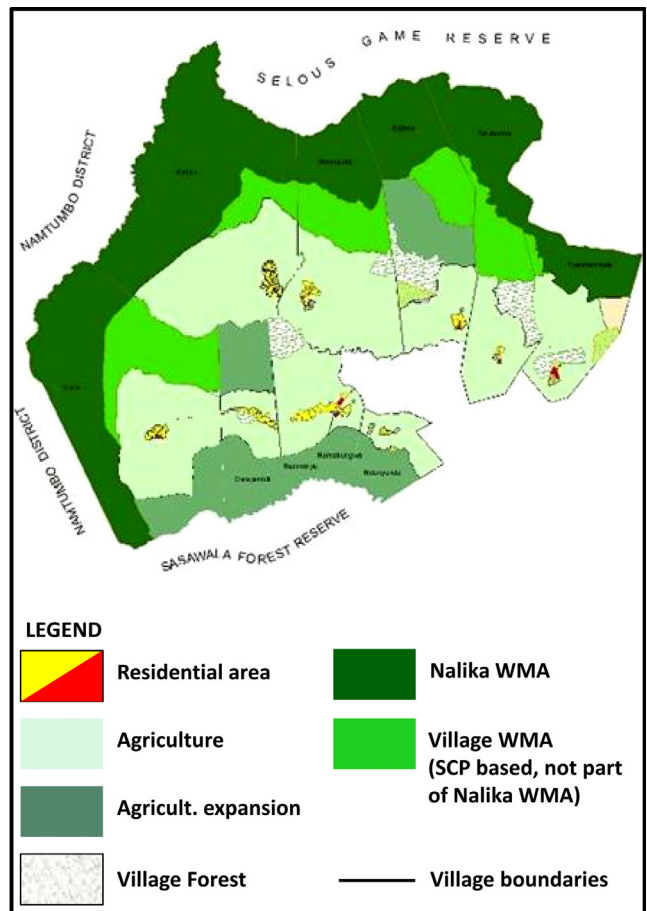 SELOUS GAME RESERVE
NAMTUMBO DISTRICT
NAMTUMBO DISTRICT
SASAWALA FOREST RESERVE
LEGEND
Residential area
Agriculture
Agricult. expansion
Village Forest
Nalika WMA
Village WMA
(SCP based, not part
of Nalika WMA)
Village boundaries